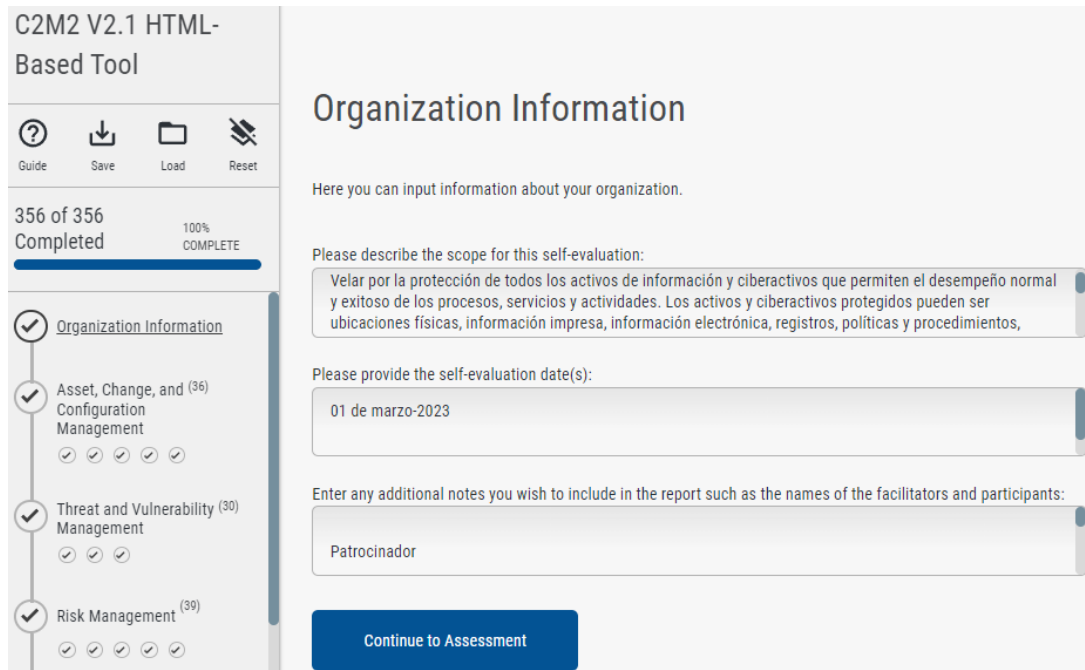 C2M2 V2.1 HTML-
Based Tool
Guide
Save
Load
Reset
356 of 356
Completed
100%
COMPLETE
Organization Information
Asset, Change, and (36)
Configuration
Management
Threat and Vulnerability (30)
Management
Risk Management (39)
Organization Information
Here you can input information about your organization.
Please describe the scope for this self-evaluation:
Velar por la protección de todos los activos de información y ciberactivos que permiten el desempeño normal
y exitoso de los procesos, servicios y actividades. Los activos y ciberactivos protegidos pueden ser
ubicaciones físicas, información impresa, información electrónica, registros, políticas y procedimientos,
Please provide the self-evaluation date(s):
01 de marzo-2023
Enter any additional notes you wish to include in the report such as the names of the facilitators and participants:
Patrocinador
Continue to Assessment